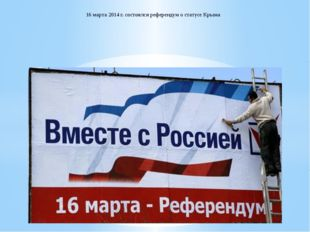 16 марта 2014 г. состоялся референдум о статусе Крыма
Вместе с Россией
16 марта - Референдум